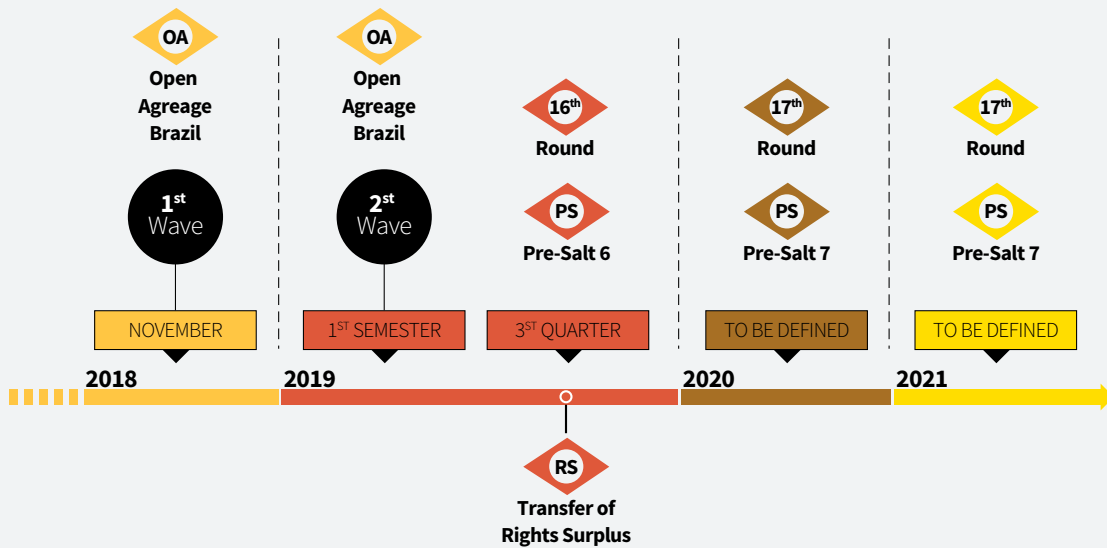 OA
Open
Agreage
Brazil
1st
Wave
NOVEMBER
2018
OA
Open
Agreage
Brazil
2st
Wave
1ST SEMESTER
2019
16th
Round
PS
Pre-Salt 6
3ST QUARTER
RS
Transfer of
Rights Surplus
17th
Round
PS
Pre-Salt 7
TO BE DEFINED
2020
17th
Round
PS
Pre-Salt 7
TO BE DEFINED
2021